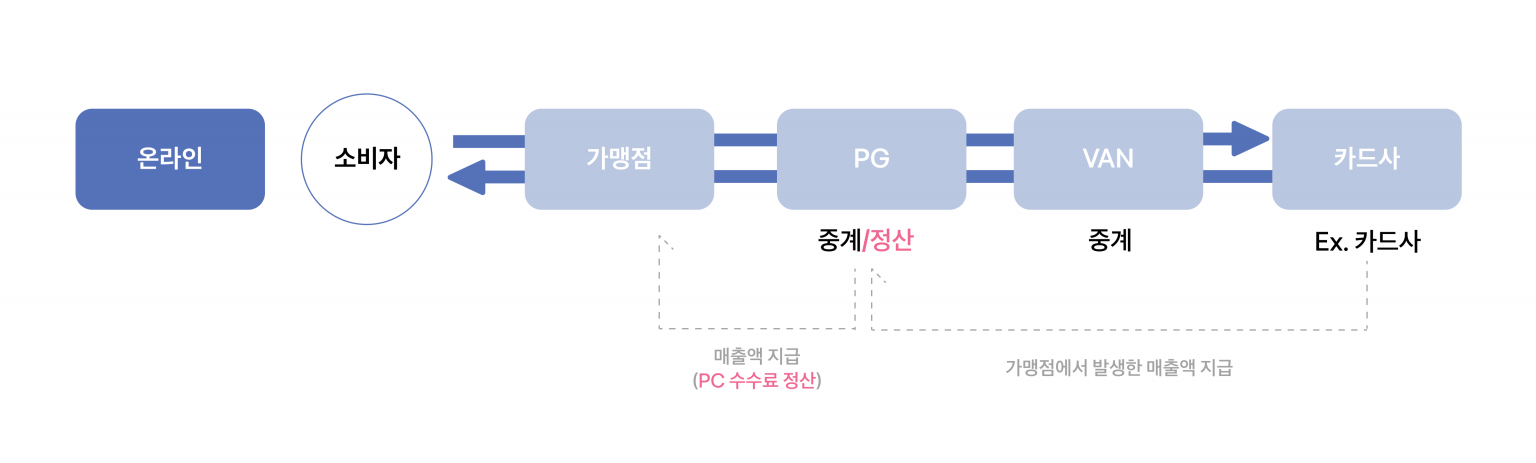 온라인
소비자
가맹점
PG
VAN
카드사
중계/정산
중계
Ex. 카드사
매출액 지급
(PC 수수료 정산)
가맹점에서 발생한 매출액 지급